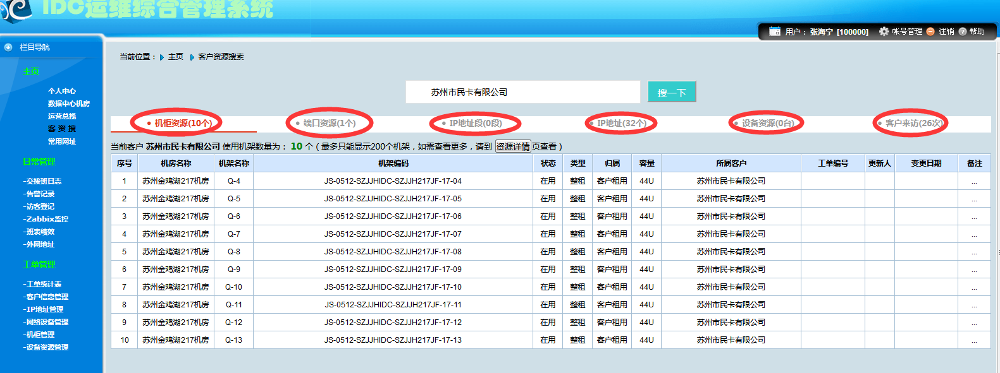 IDC运维综合管理系统
用户： 张海宁 [100000] 帐号管理 注销 帮助
栏目导航
主页
个人中心
数据中心机房
运营总揽
客 资 搜
常用网址
日常管理
-交接班日志
-告警记录
-访客登记
-Zabbix监控
-班表绩效
-外网地址
工单管理
-工单统计表
-客户信息管理
-IP地址管理
-网络设备管理
-机柜管理
-设备资源管理
当前位置： 主页 客户资源搜索
苏州市民卡有限公司 搜一下
• 机柜资源(10个) • 端口资源(1个) • IP地址段(0段) • IP地址(32个) • 设备资源(0台) • 客户来访(26次)
当前客户 苏州市民卡有限公司 使用机架数量为： 10 个（最多只能显示200个机架，如需查看更多，请到 资源详情 页查看）
序号 机房名称 机架名称 机架编码 状态 类型 归属 容量 所属客户 工单编号 更新人 变更日期 备注
1 苏州金鸡湖217机房 Q-4 JS-0512-SZJJHIDC-SZJJH217JF-17-04 在用 整租 客户租用 44U 苏州市民卡有限公司 ...
2 苏州金鸡湖217机房 Q-5 JS-0512-SZJJHIDC-SZJJH217JF-17-05 在用 整租 客户租用 44U 苏州市民卡有限公司 ...
3 苏州金鸡湖217机房 Q-6 JS-0512-SZJJHIDC-SZJJH217JF-17-06 在用 整租 客户租用 44U 苏州市民卡有限公司 ...
4 苏州金鸡湖217机房 Q-7 JS-0512-SZJJHIDC-SZJJH217JF-17-07 在用 整租 客户租用 44U 苏州市民卡有限公司 ...
5 苏州金鸡湖217机房 Q-8 JS-0512-SZJJHIDC-SZJJH217JF-17-08 在用 整租 客户租用 44U 苏州市民卡有限公司 ...
6 苏州金鸡湖217机房 Q-9 JS-0512-SZJJHIDC-SZJJH217JF-17-09 在用 整租 客户租用 44U 苏州市民卡有限公司 ...
7 苏州金鸡湖217机房 Q-10 JS-0512-SZJJHIDC-SZJJH217JF-17-10 在用 整租 客户租用 44U 苏州市民卡有限公司 ...
8 苏州金鸡湖217机房 Q-11 JS-0512-SZJJHIDC-SZJJH217JF-17-11 在用 整租 客户租用 44U 苏州市民卡有限公司 ...
9 苏州金鸡湖217机房 Q-12 JS-0512-SZJJHIDC-SZJJH217JF-17-12 在用 整租 客户租用 44U 苏州市民卡有限公司 ...
10 苏州金鸡湖217机房 Q-13 JS-0512-SZJJHIDC-SZJJH217JF-17-13 在用 整租 客户租用 44U 苏州市民卡有限公司 ...